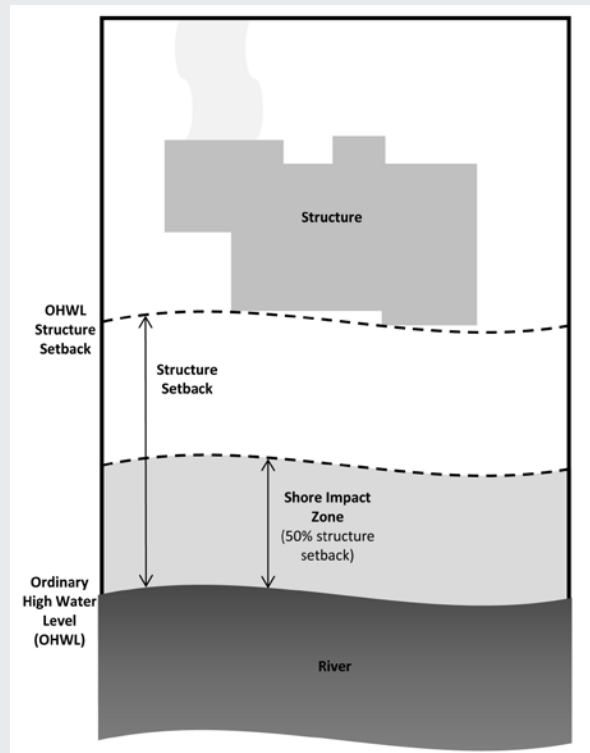 Structure
OHWL
Structure
Setback
Structure
Setback
Shore Impact
Zone
(50% structure
setback)
Ordinary
High Water
Level
(OHWL)
River